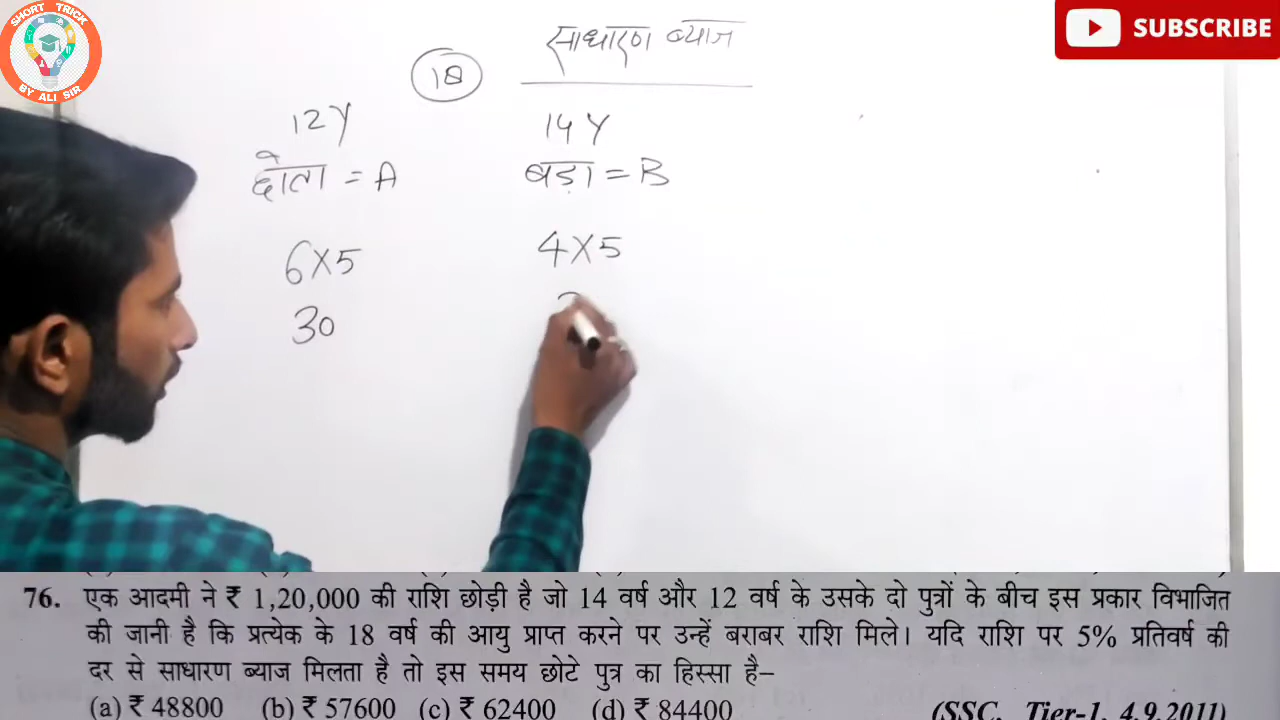 SHORT TRICK
BY ALI SIR
SUBSCRIBE
साधारण ब्याज
18
12Y 14Y
छोटा = A बड़ा = B
6X5 4X5
30
76. एक आदमी ने ₹ 1,20,000 की राशि छोड़ी है जो 14 वर्ष और 12 वर्ष के उसके दो पुत्रों के बीच इस प्रकार विभाजित
की जानी है कि प्रत्येक के 18 वर्ष की आयु प्राप्त करने पर उन्हें बराबर राशि मिले। यदि राशि पर 5% प्रतिवर्ष की
दर से साधारण ब्याज मिलता है तो इस समय छोटे पुत्र का हिस्सा है–
(a) ₹ 48800 (b) ₹ 57600 (c) ₹ 62400 (d) ₹ 84400
(SSC, Tier-1, 4.9.2011)